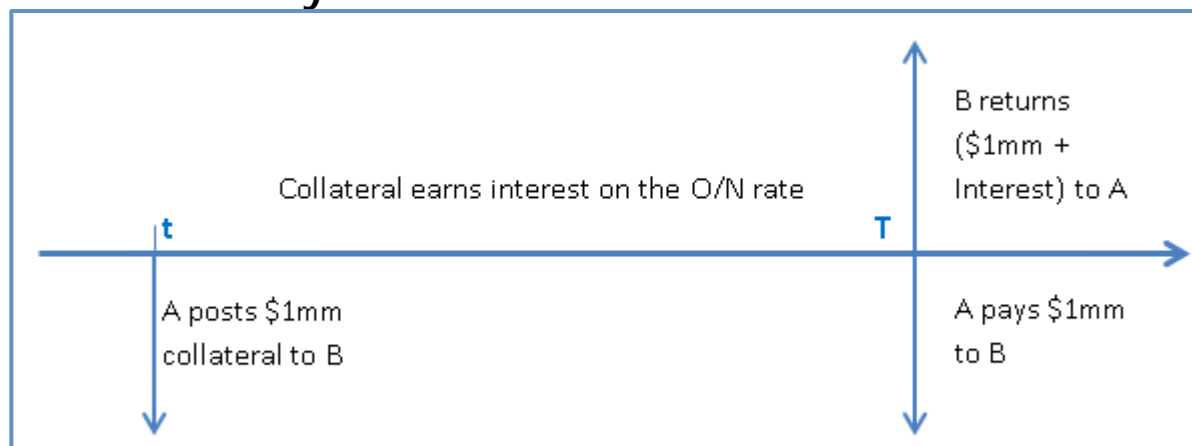 B returns
($1mm +
Interest) to A
Collateral earns interest on the O/N rate
t
T
A posts $1mm
collateral to B
A pays $1mm
to B